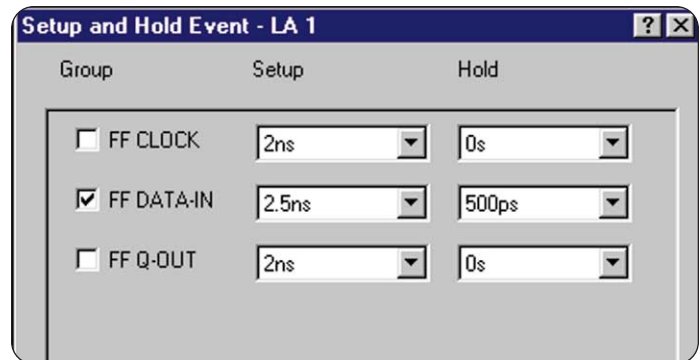 Setup and Hold Event - LA 1 ? ×
Group Setup Hold
FF CLOCK 2ns 0s
FF DATA-IN 2.5ns 500ps
FF Q-OUT 2ns 0s